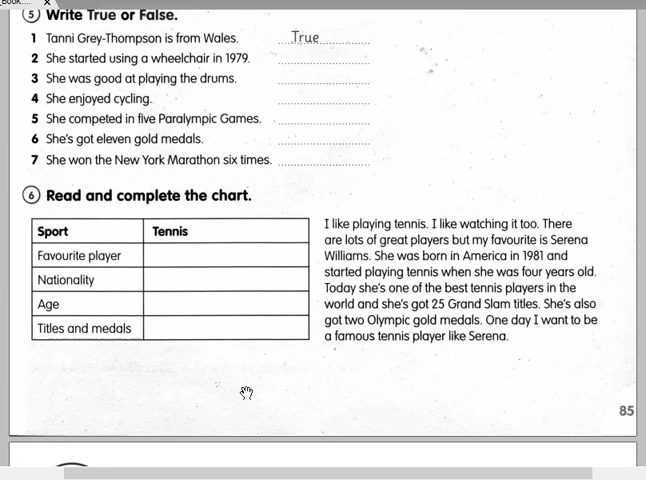 Book.... x
5 Write True or False.
1 Tanni Grey-Thompson is from Wales. True
2 She started using a wheelchair in 1979.
3 She was good at playing the drums.
4 She enjoyed cycling.
5 She competed in five Paralympic Games.
6 She's got eleven gold medals.
7 She won the New York Marathon six times.
6 Read and complete the chart.
Sport Tennis
Favourite player
Nationality
Age
Titles and medals
I like playing tennis. I like watching it too. There
are lots of great players but my favourite is Serena
Williams. She was born in America in 1981 and
started playing tennis when she was four years old.
Today she's one of the best tennis players in the
world and she's got 25 Grand Slam titles. She's also
got two Olympic gold medals. One day I want to be
a famous tennis player like Serena.
85